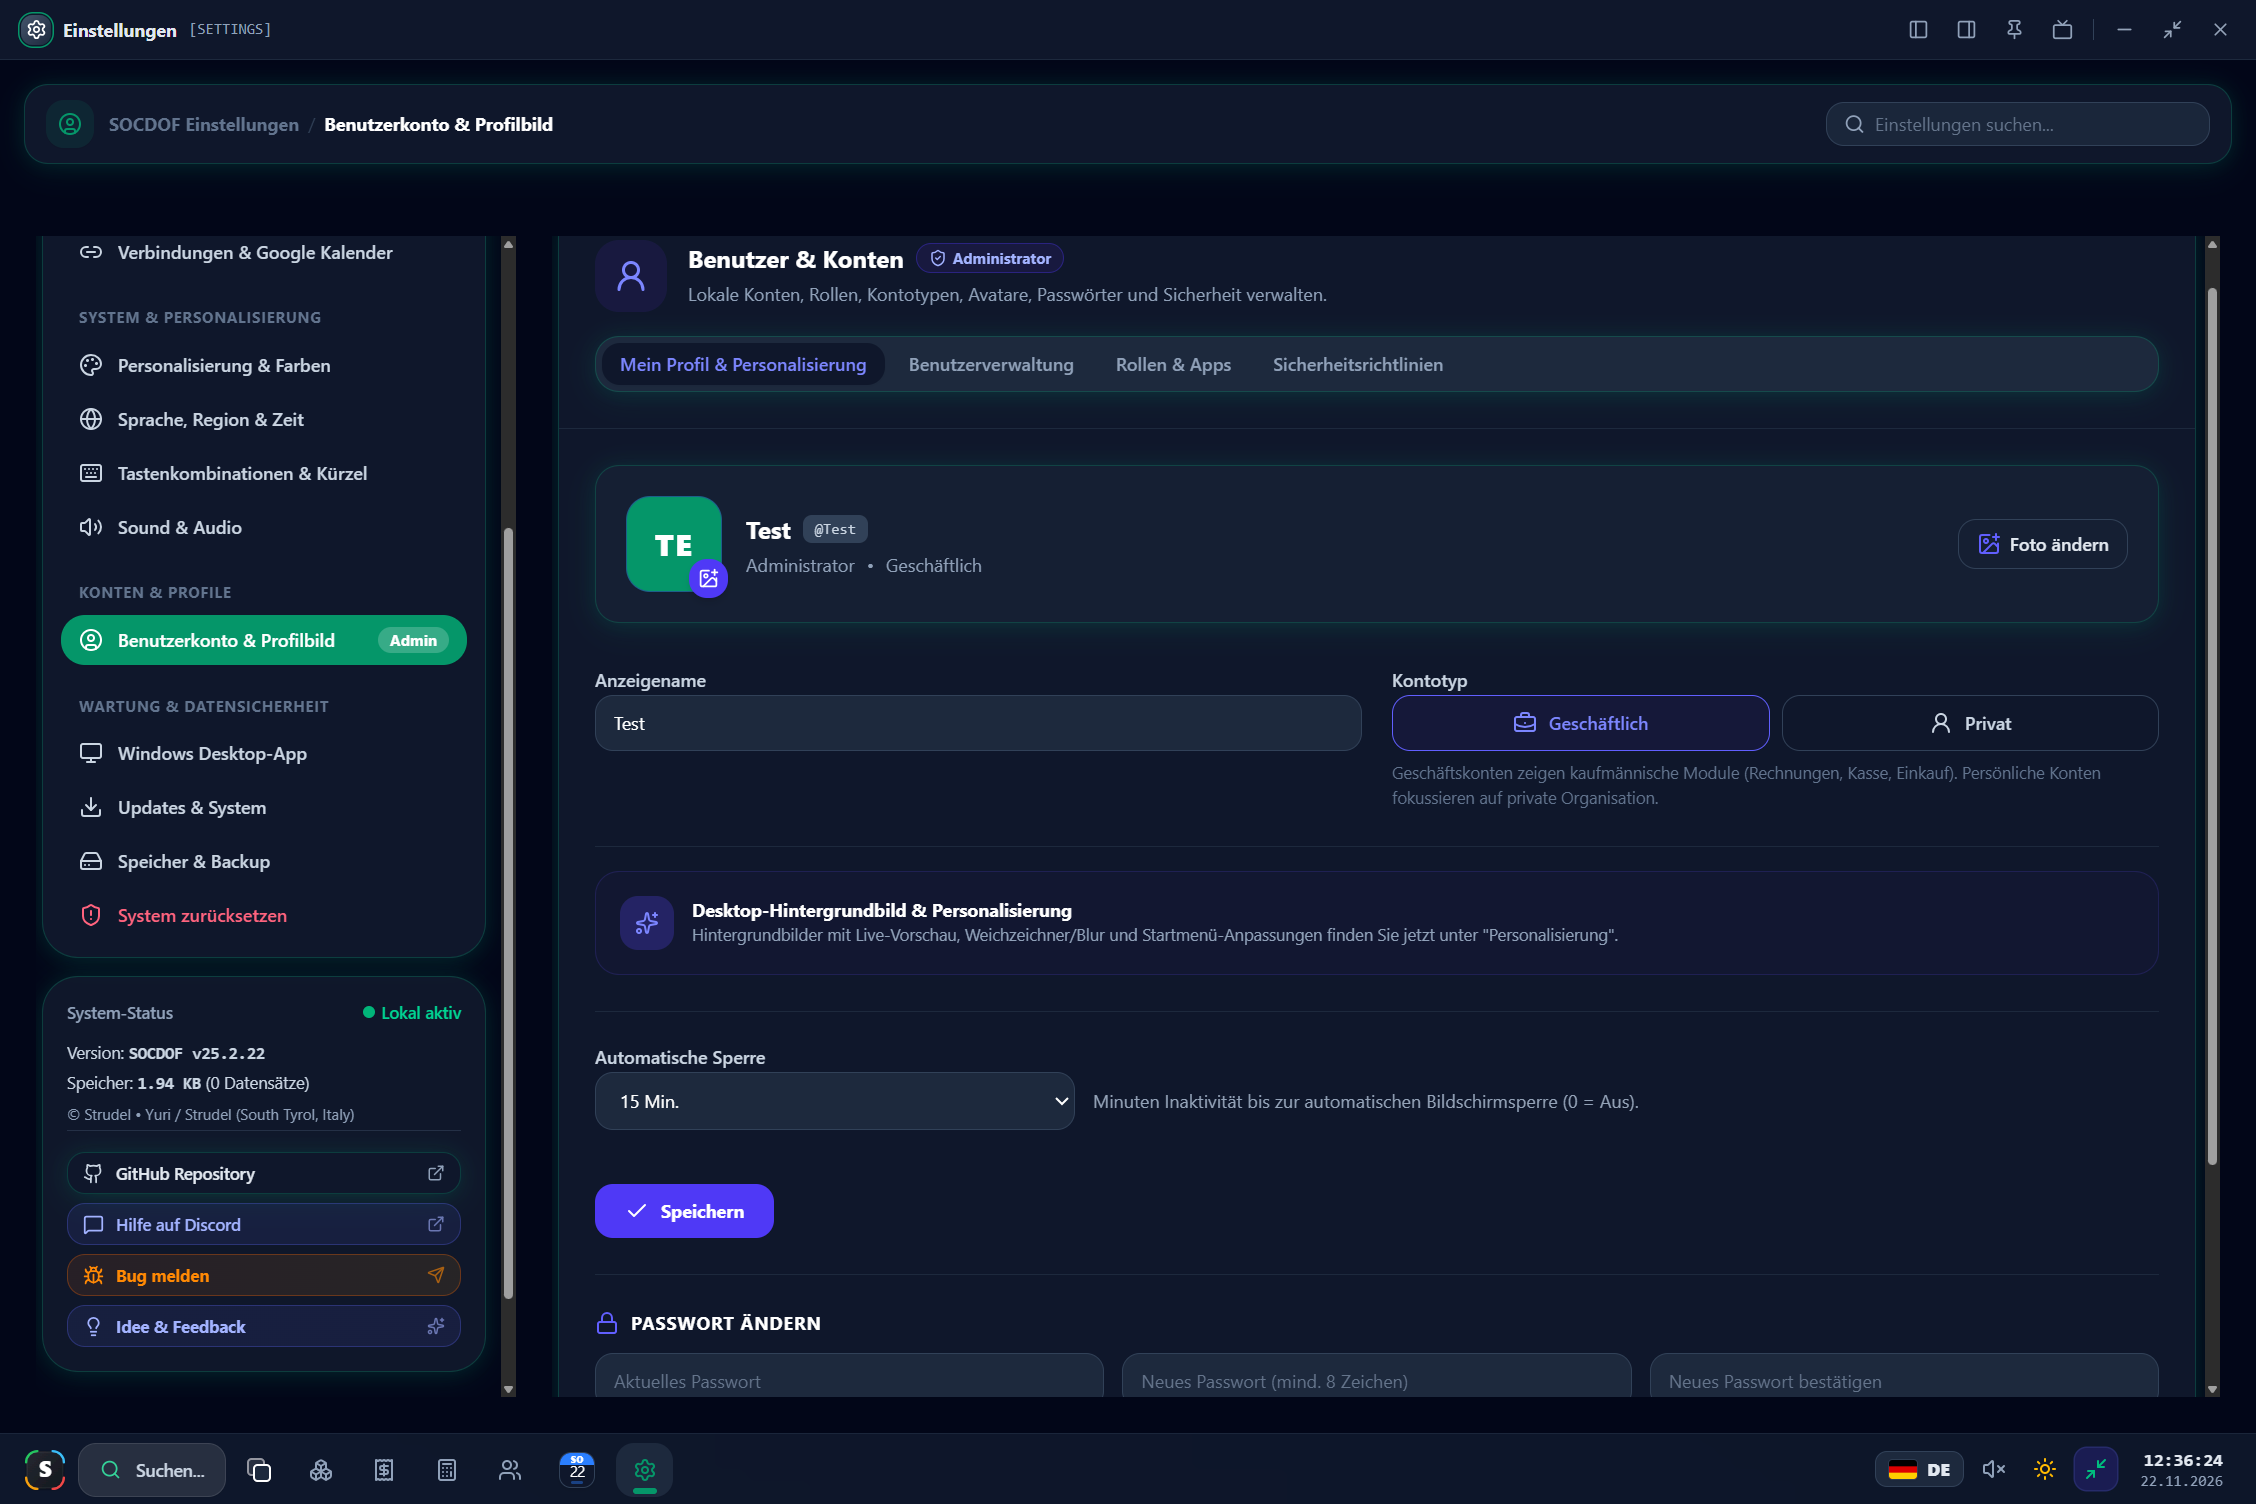 Einstellungen [SETTINGS]
SOCDOF Einstellungen / Benutzerkonto & Profilbild
Einstellungen suchen...
Verbindungen & Google Kalender
SYSTEM & PERSONALISIERUNG
Personalisierung & Farben
Sprache, Region & Zeit
Tastenkombinationen & Kürzel
Sound & Audio
KONTEN & PROFILE
Benutzerkonto & Profilbild Admin
WARTUNG & DATENSICHERHEIT
Windows Desktop-App
Updates & System
Speicher & Backup
System zurücksetzen
System-Status Lokal aktiv
Version: SOCDOF v25.2.22
Speicher: 1.94 KB (0 Datensätze)
© Strudel • Yuri / Strudel (South Tyrol, Italy)
GitHub Repository
Hilfe auf Discord
Bug melden
Idee & Feedback
Benutzer & Konten Administrator
Lokale Konten, Rollen, Kontotypen, Avatare, Passwörter und Sicherheit verwalten.
Mein Profil & Personalisierung Benutzerverwaltung Rollen & Apps Sicherheitsrichtlinien
TE
Test @Test
Administrator • Geschäftlich
Foto ändern
Anzeigename
Test
Kontotyp
Geschäftlich Privat
Geschäftskonten zeigen kaufmännische Module (Rechnungen, Kasse, Einkauf). Persönliche Konten
fokussieren auf private Organisation.
Desktop-Hintergrundbild & Personalisierung
Hintergrundbilder mit Live-Vorschau, Weichzeichner/Blur und Startmenü-Anpassungen finden Sie jetzt unter "Personalisierung".
Automatische Sperre
15 Min. Minuten Inaktivität bis zur automatischen Bildschirmsperre (0 = Aus).
Speichern
PASSWORT ÄNDERN
Aktuelles Passwort Neues Passwort (mind. 8 Zeichen) Neues Passwort bestätigen
S Suchen... SO
22
DE 12:36:24
22.11.2026